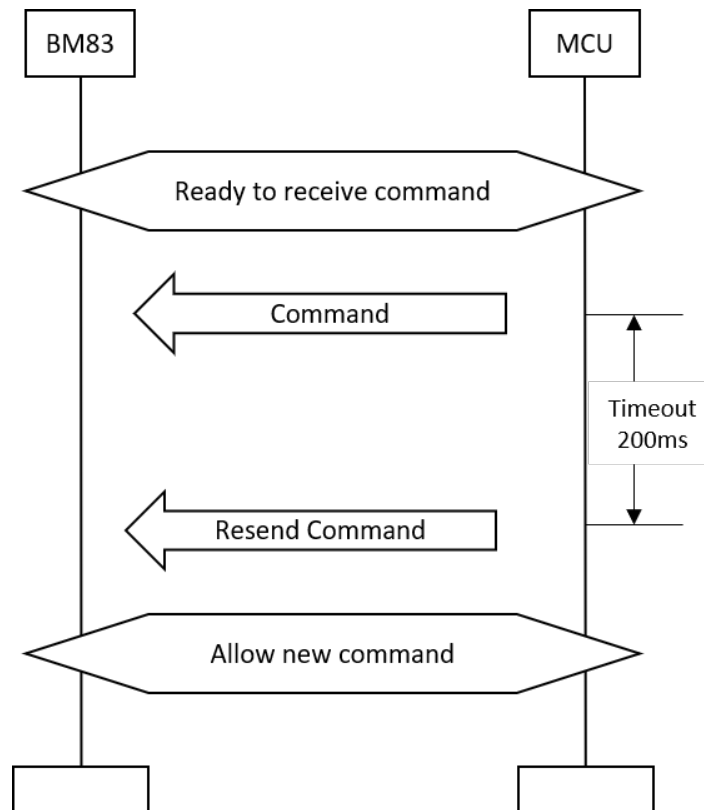 BM83
MCU
Ready to receive command
Command
Timeout
200ms
Resend Command
Allow new command